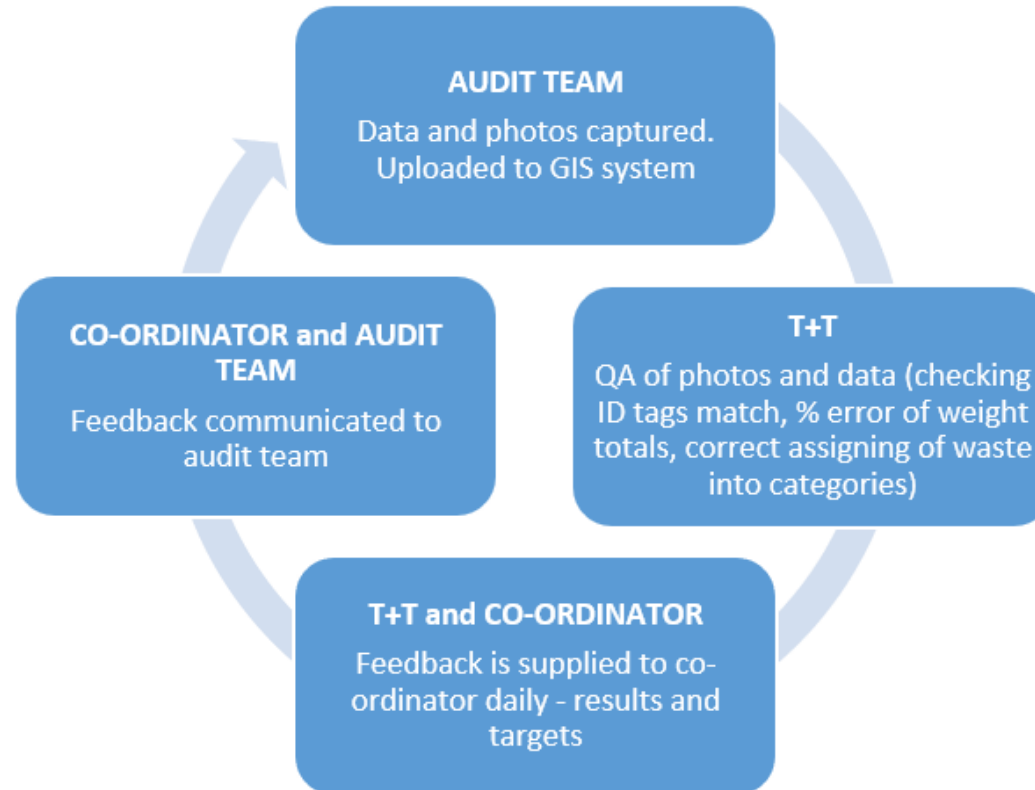 AUDIT TEAM
Data and photos captured.
Uploaded to GIS system
T+T
QA of photos and data (checking
ID tags match, % error of weight
totals, correct assigning of waste
into categories)
T+T and CO-ORDINATOR
Feedback is supplied to co-
ordinator daily - results and
targets
CO-ORDINATOR and AUDIT
TEAM
Feedback communicated to
audit team